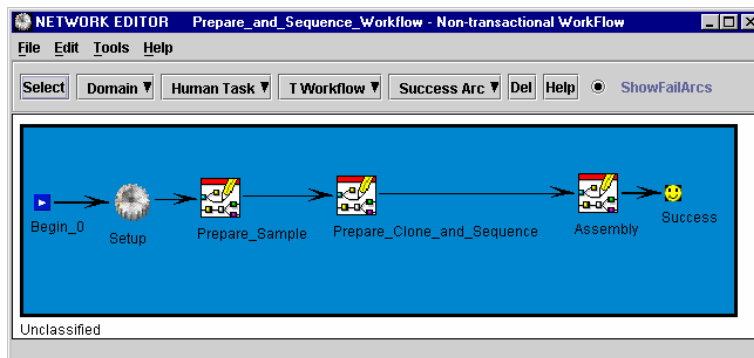 NETWORK EDITOR Prepare_and_Sequence_Workflow - Non-transactional WorkFlow
File Edit Tools Help
Select Domain Human Task T Workflow Success Arc Del Help ShowFailArcs
Begin_0 Setup Prepare_Sample Prepare_Clone_and_Sequence Assembly Success
Unclassified